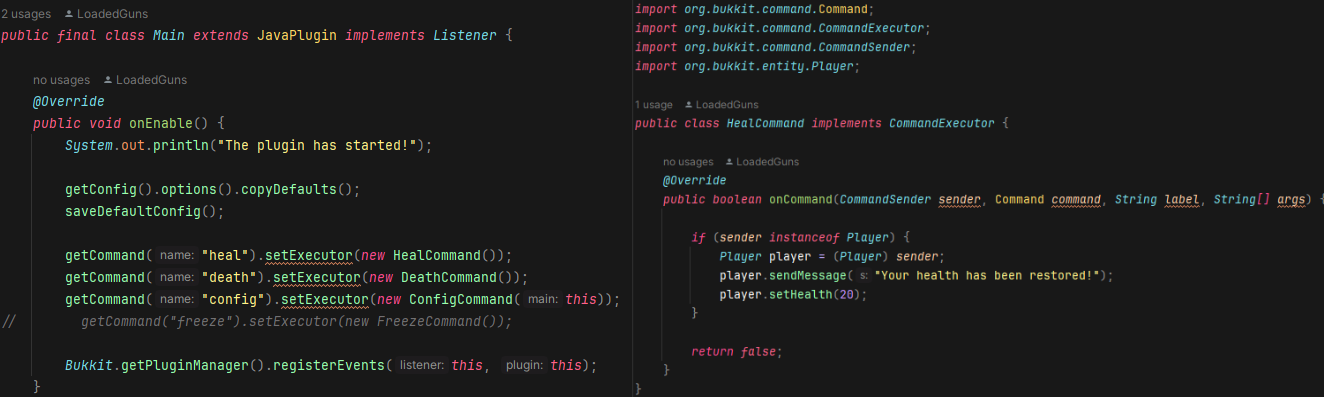 2 usages LoadedGuns
public final class Main extends JavaPlugin implements Listener {
no usages LoadedGuns
@Override
public void onEnable() {
System.out.println("The plugin has started!");
getConfig().options().copyDefaults();
saveDefaultConfig();
getCommand( name: "heal").setExecutor(new HealCommand());
getCommand( name: "death").setExecutor(new DeathCommand());
getCommand( name: "config").setExecutor(new ConfigCommand( main: this));
// getCommand("freeze").setExecutor(new FreezeCommand());
Bukkit.getPluginManager().registerEvents( listener: this, plugin: this);
}
import org.bukkit.command.Command;
import org.bukkit.command.CommandExecutor;
import org.bukkit.command.CommandSender;
import org.bukkit.entity.Player;
1 usage LoadedGuns
public class HealCommand implements CommandExecutor {
no usages LoadedGuns
@Override
public boolean onCommand(CommandSender sender, Command command, String label, String[] args) {
if (sender instanceof Player) {
Player player = (Player) sender;
player.sendMessage( s: "Your health has been restored!");
player.setHealth(20);
}
return false;
}
}